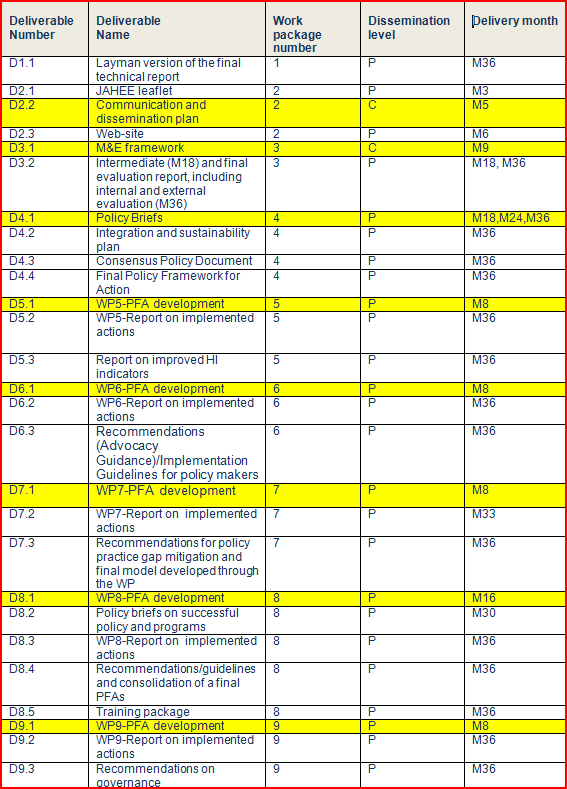 Deliverable Number Deliverable Name Work package number Dissemination level Delivery month
D1.1 Layman version of the final technical report 1 P M36
D2.1 JAHEE leaflet 2 P M3
D2.2 Communication and dissemination plan 2 C M5
D2.3 Web-site 2 P M6
D3.1 M&E framework 3 C M9
D3.2 Intermediate (M18) and final evaluation report, including internal and external evaluation (M36) 3 P M18, M36
D4.1 Policy Briefs 4 P M18,M24,M36
D4.2 Integration and sustainability plan 4 P M36
D4.3 Consensus Policy Document 4 P M36
D4.4 Final Policy Framework for Action 4 P M36
D5.1 WP5-PFA development 5 P M8
D5.2 WP5-Report on implemented actions 5 P M36
D5.3 Report on improved HI indicators 5 P M36
D6.1 WP6-PFA development 6 P M8
D6.2 WP6-Report on implemented actions 6 P M36
D6.3 Recommendations (Advocacy Guidance)/Implementation Guidelines for policy makers 6 P M36
D7.1 WP7-PFA development 7 P M8
D7.2 WP7-Report on implemented actions 7 P M33
D7.3 Recommendations for policy practice gap mitigation and final model developed through the WP 7 P M36
D8.1 WP8-PFA development 8 P M16
D8.2 Policy briefs on successful policy and programs 8 P M30
D8.3 WP8-Report on implemented actions 8 P M36
D8.4 Recommendations/guidelines and consolidation of a final PFAs 8 P M36
D8.5 Training package 8 P M36
D9.1 WP9-PFA development 9 P M8
D9.2 WP9-Report on implemented actions 9 P M36
D9.3 Recommendations on governance 9 P M36